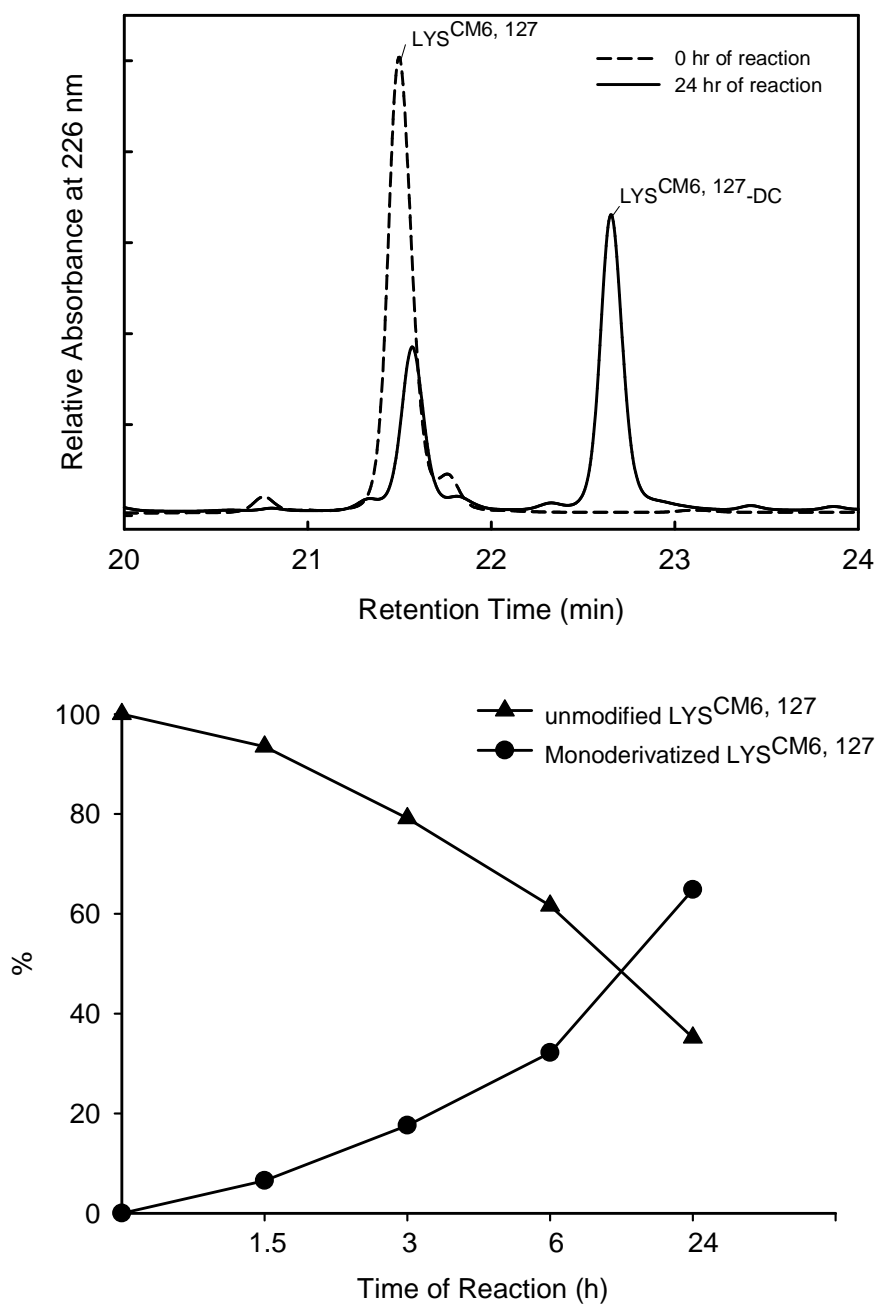 LYSCM6, 127
0 hr of reaction
24 hr of reaction
LYSCM6, 127-DC
Relative Absorbance at 226 nm
20 21 22 23 24
Retention Time (min)
100
80
60
40
20
0
%
unmodified LYSCM6, 127
Monoderivatized LYSCM6, 127
1.5 3 6 24
Time of Reaction (h)